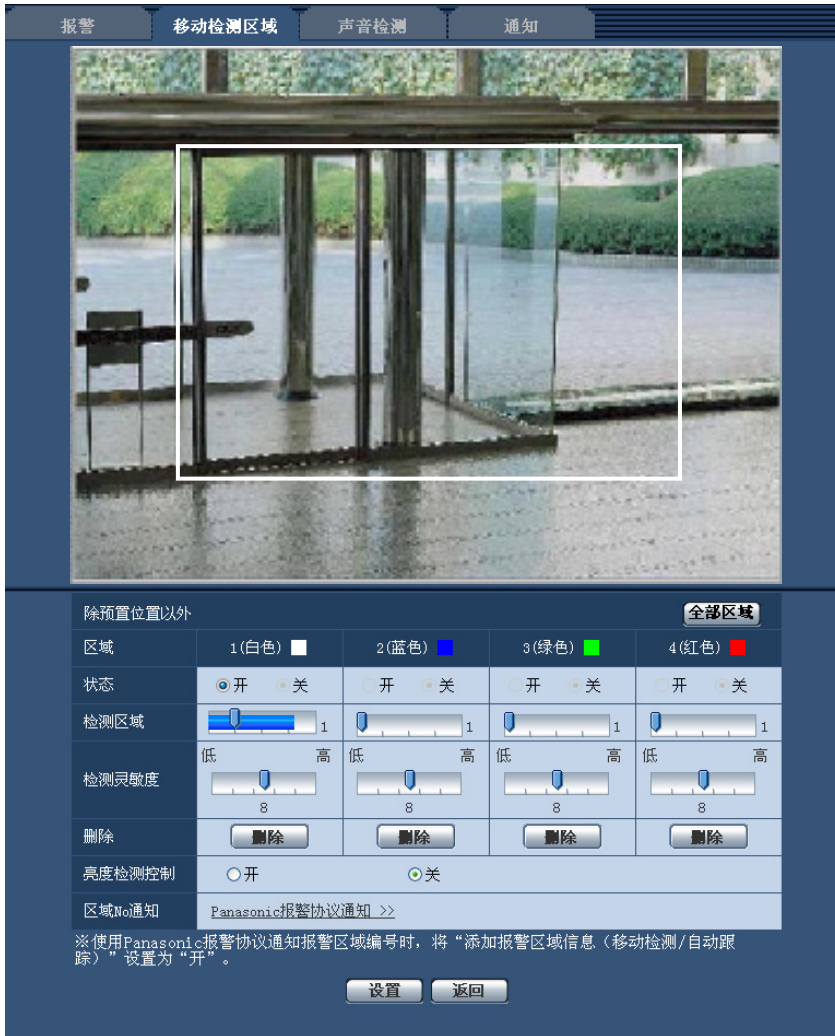 报警 移动检测区域 声音检测 通知
除预置位置以外 全部区域
区域 1(白色) 2(蓝色) 3(绿色) 4(红色)
状态 开 关 开 关 开 关 开 关
检测区域 1 1 1 1
低 高 低 高 低 高 低 高
检测灵敏度
8 8 8 8
删除 删除 删除 删除 删除
亮度检测控制 开 关
区域No通知 Panasonic报警协议通知 >>
※使用Panasonic报警协议通知报警区域编号时，将“添加报警区域信息（移动检测/自动跟
踪）”设置为“开”。
设置 返回